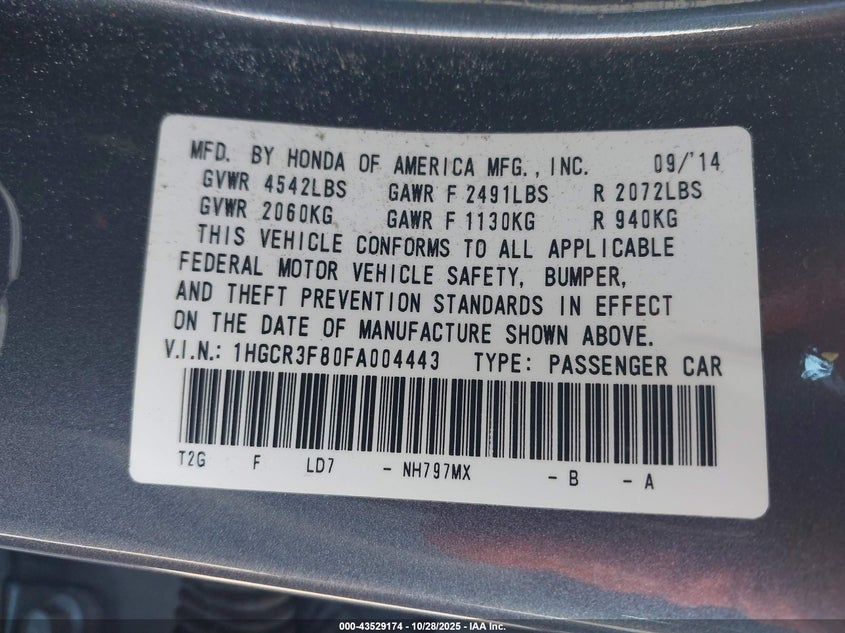 MFD. BY HONDA OF AMERICA MFG., INC. 09/'14
GVWR 4542LBS GAWR F 2491LBS R 2072LBS
GVWR 2060KG GAWR F 1130KG R 940KG
THIS VEHICLE CONFORMS TO ALL APPLICABLE
FEDERAL MOTOR VEHICLE SAFETY, BUMPER,
AND THEFT PREVENTION STANDARDS IN EFFECT
ON THE DATE OF MANUFACTURE SHOWN ABOVE.
V.I.N.: 1HGCR3F80FA004443 TYPE: PASSENGER CAR
T2G F LD7 - NH797MX - B - A
000-43529174 - 10/28/2025 - IAA Inc.